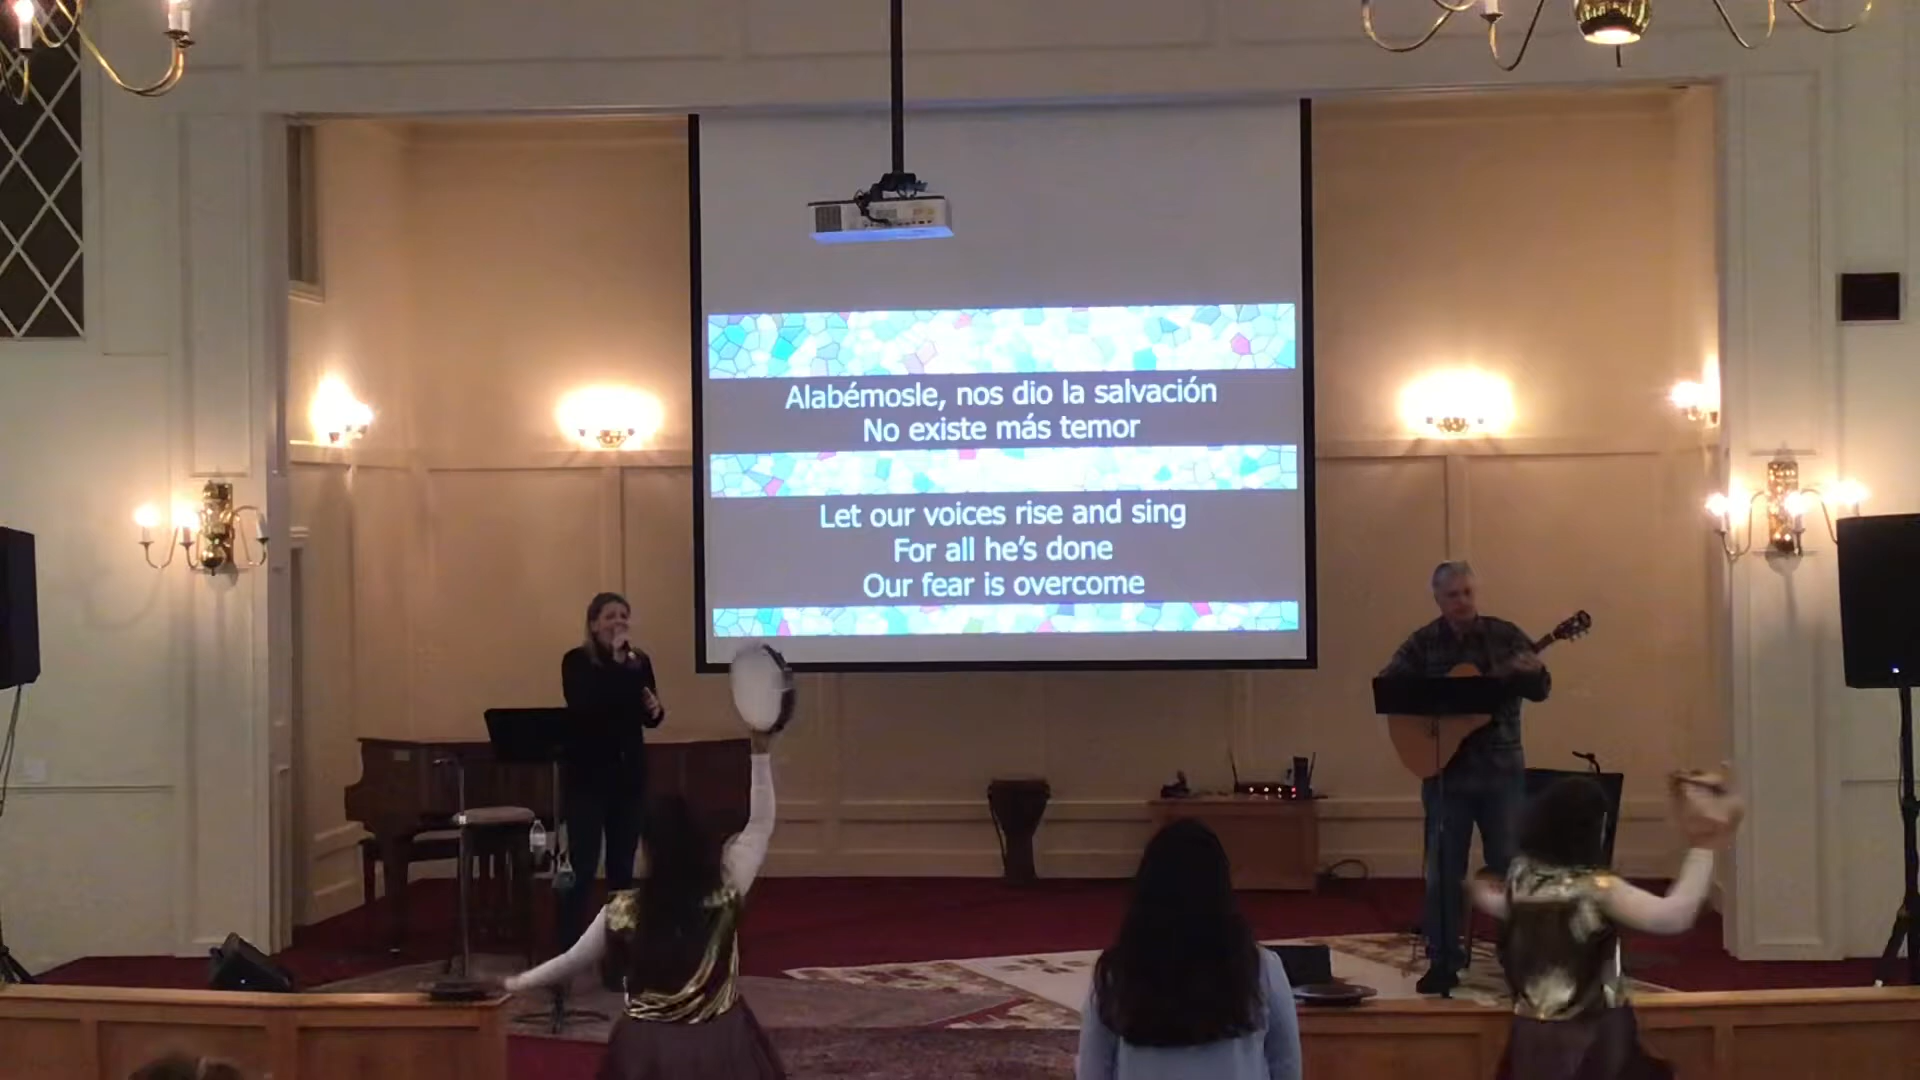 Alabémosle, nos dio la salvación
No existe más temor
Let our voices rise and sing
For all he's done
Our fear is overcome